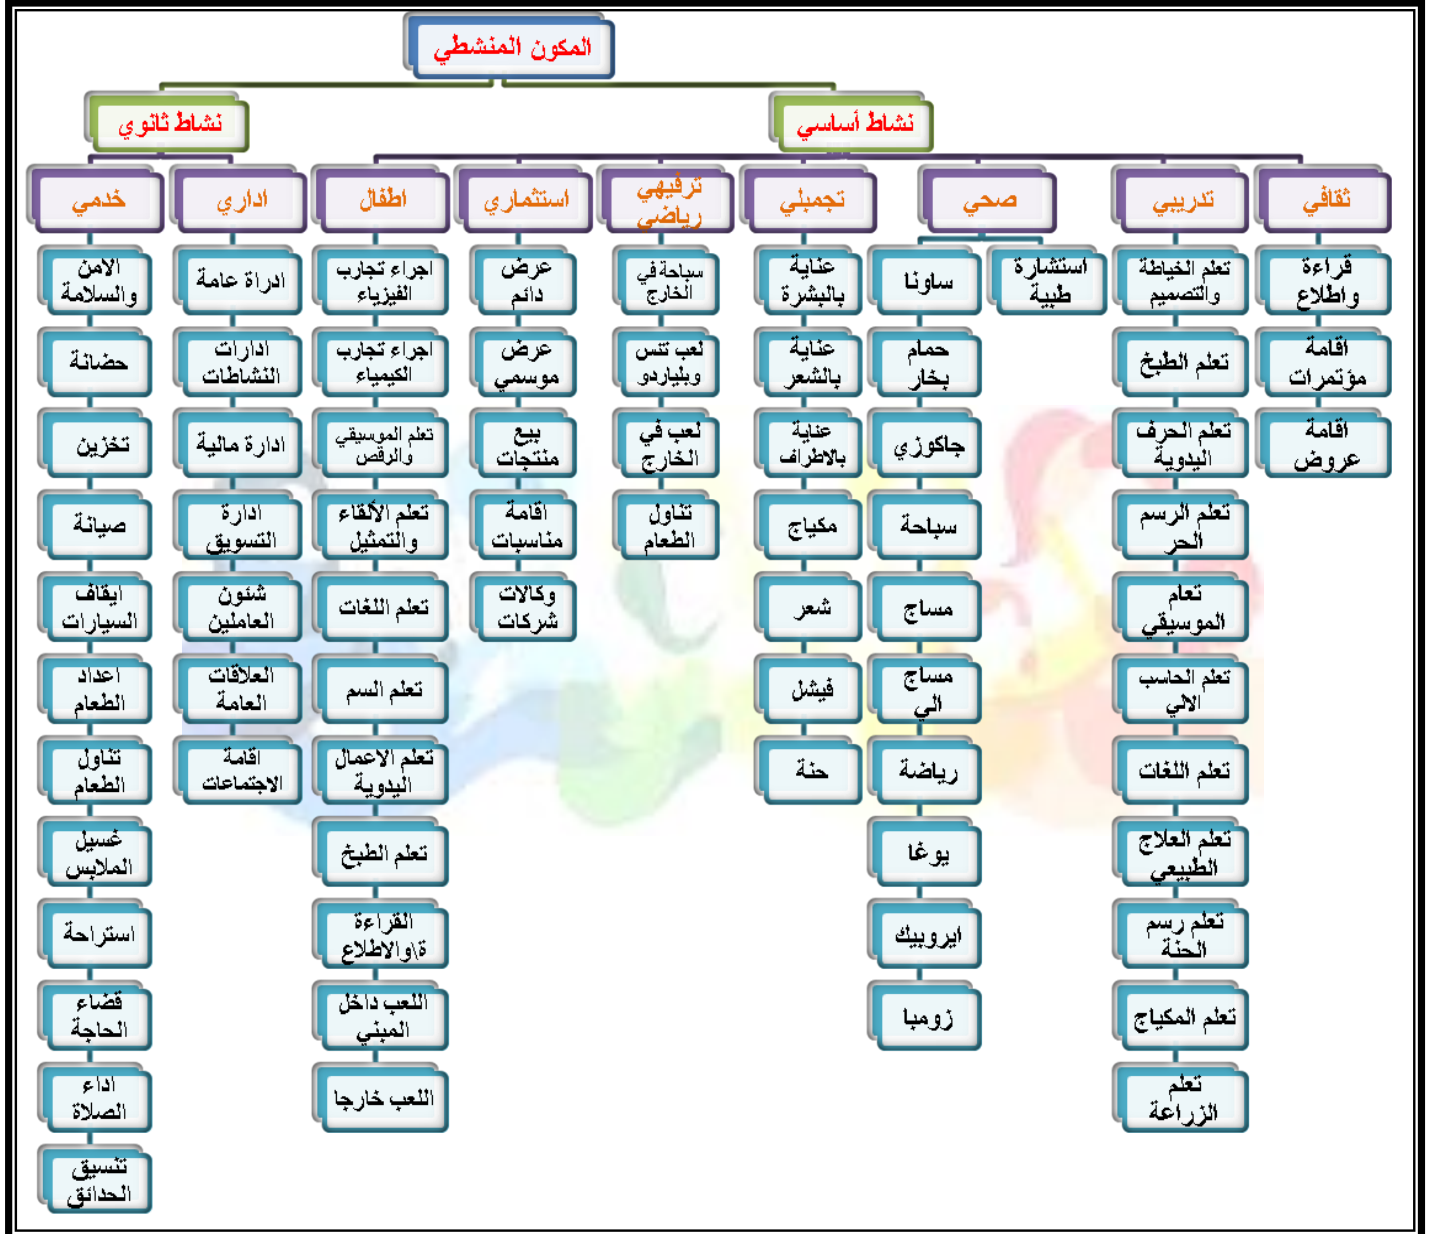 المكون المنشطي
نشاط أساسي
نشاط ثانوي
ثقافي
تدريبي
صحي
تجمبلي
ترفيهي
رياضي
استثماري
اطفال
اداري
خدمي
قراءة
واطلاع
اقامة
مؤتمرات
اقامة
عروض
تعلم الخياطة
والتصميم
تعلم الطبخ
تعلم الحرف
اليدوية
تعلم الرسم
الحر
تعام
الموسيقي
تعلم الحاسب
الالي
تعلم اللغات
تعلم العلاج
الطبيعي
تعلم رسم
الحنة
تعلم المكياج
تعلم
الزراعة
استشارة
طبية
ساونا
حمام
بخار
جاكوزي
سباحة
مساج
مساج
الي
رياضة
يوغا
ايروبيك
زومبا
عناية
بالبشرة
عناية
بالشعر
عناية
بالاطراف
مكياج
شعر
فيشل
حنة
سباحة في
الخارج
لعب تنس
وبلياردو
لعب في
الخارج
تناول
الطعام
عرض
دائم
عرض
موسمي
بيع
منتجات
اقامة
مناسبات
وكالات
شركات
اجراء تجارب
الفيزياء
اجراء تجارب
الكيمياء
تعلم الموسيقي
والرقص
تعلم الألقاء
والتمثيل
تعلم اللغات
تعلم السم
تعلم الاعمال
اليدوية
تعلم الطبخ
القراءة
ة\والاطلاع
اللعب داخل
المبني
اللعب خارجا
ادراة عامة
ادارات
النشاطات
ادارة مالية
ادارة
التسويق
شئون
العاملين
العلاقات
العامة
اقامة
الاجتماعات
الامن
والسلامة
حضانة
تخزين
صيانة
ايقاف
السيارات
اعداد
الطعام
تناول
الطعام
غسيل
الملابس
استراحة
قضاء
الحاجة
اداء
الصلاة
تنسيق
الحدائق